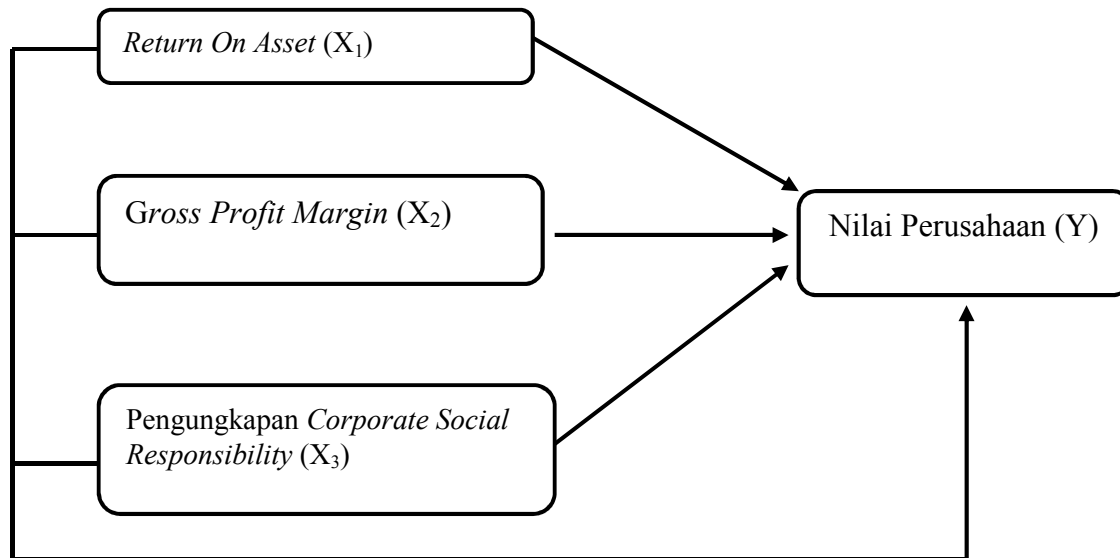 Return On Asset (X₁)
Gross Profit Margin (X₂)
Nilai Perusahaan (Y)
Pengungkapan Corporate Social
Responsibility (X₃)